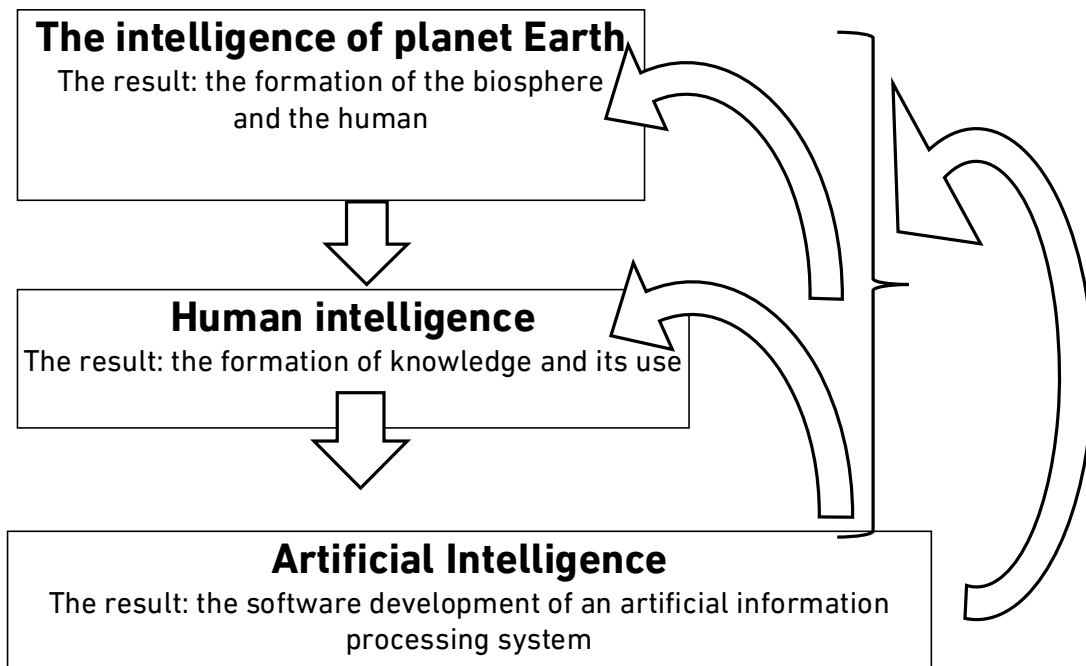 The intelligence of planet Earth
The result: the formation of the biosphere
and the human
Human intelligence
The result: the formation of knowledge and its use
Artificial Intelligence
The result: the software development of an artificial information
processing system